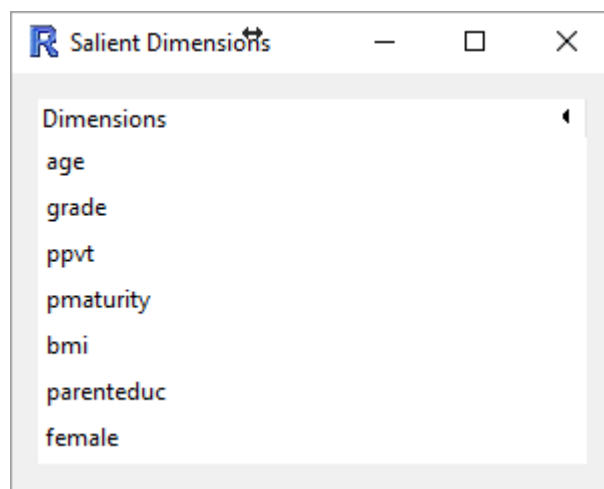 R Salient Dimensions
Dimensions
age
grade
ppvt
pmaturity
bmi
parenteduc
female